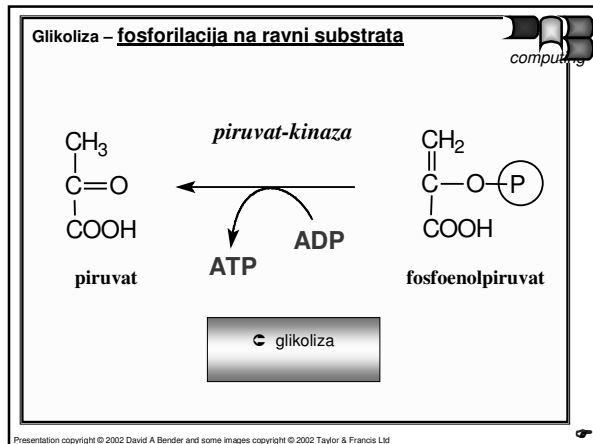 Glikoliza – fosforilacija na ravni substrata
computing
piruvat-kinaza
CH3
C=O
COOH
piruvat
ATP
ADP
CH2
C—O—P
COOH
fosfoenolpiruvat
glikoliza
Presentation copyright © 2002 David A Bender and some images copyright © 2002 Taylor & Francis Ltd